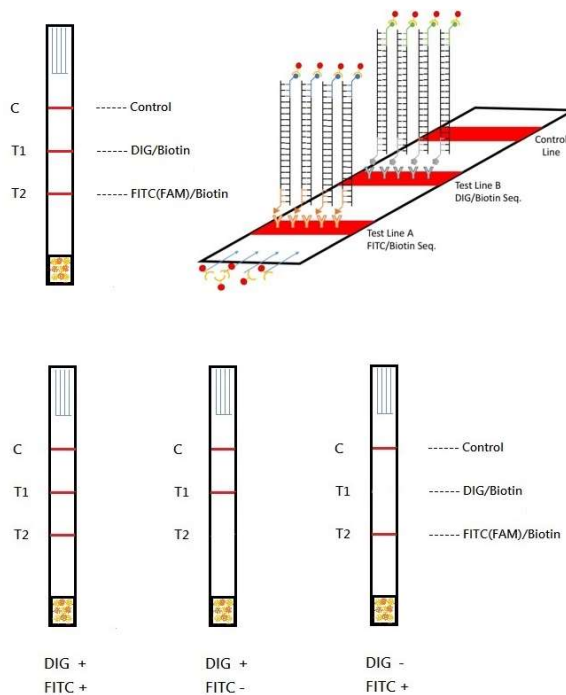 C
Control
T1
DIG/Biotin
T2
FITC(FAM)/Biotin
Control
Line
Test Line B
DIG/Biotin Seq.
Test Line A
FITC/Biotin Seq.
C
T1
T2
DIG +
FITC +
C
T1
T2
DIG +
FITC -
C
Control
T1
DIG/Biotin
T2
FITC(FAM)/Biotin
DIG -
FITC +